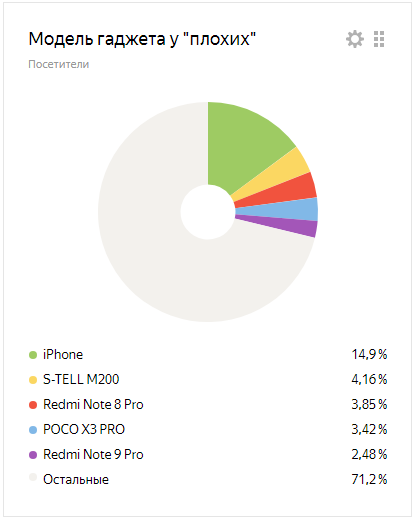 Модель гаджета у "плохих"
Посетители
iPhone 14,9 %
S-TELL M200 4,16 %
Redmi Note 8 Pro 3,85 %
POCO X3 PRO 3,42 %
Redmi Note 9 Pro 2,48 %
Остальные 71,2 %